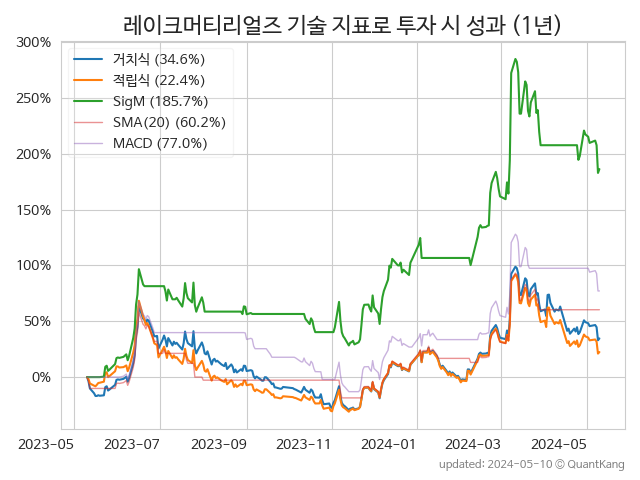 레이크머티리얼즈 기술 지표로 투자 시 성과 (1년)
300%
250%
200%
150%
100%
50%
0%
거치식 (34.6%)
적립식 (22.4%)
SigM (185.7%)
SMA(20) (60.2%)
MACD (77.0%)
2023-05
2023-07
2023-09
2023-11
2024-01
2024-03
2024-05
updated: 2024-05-10 © QuantKang